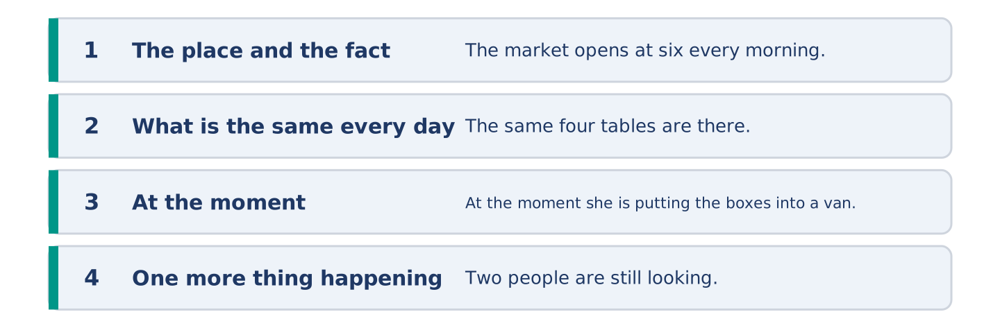 1 The place and the fact The market opens at six every morning.
2 What is the same every day The same four tables are there.
3 At the moment At the moment she is putting the boxes into a van.
4 One more thing happening Two people are still looking.